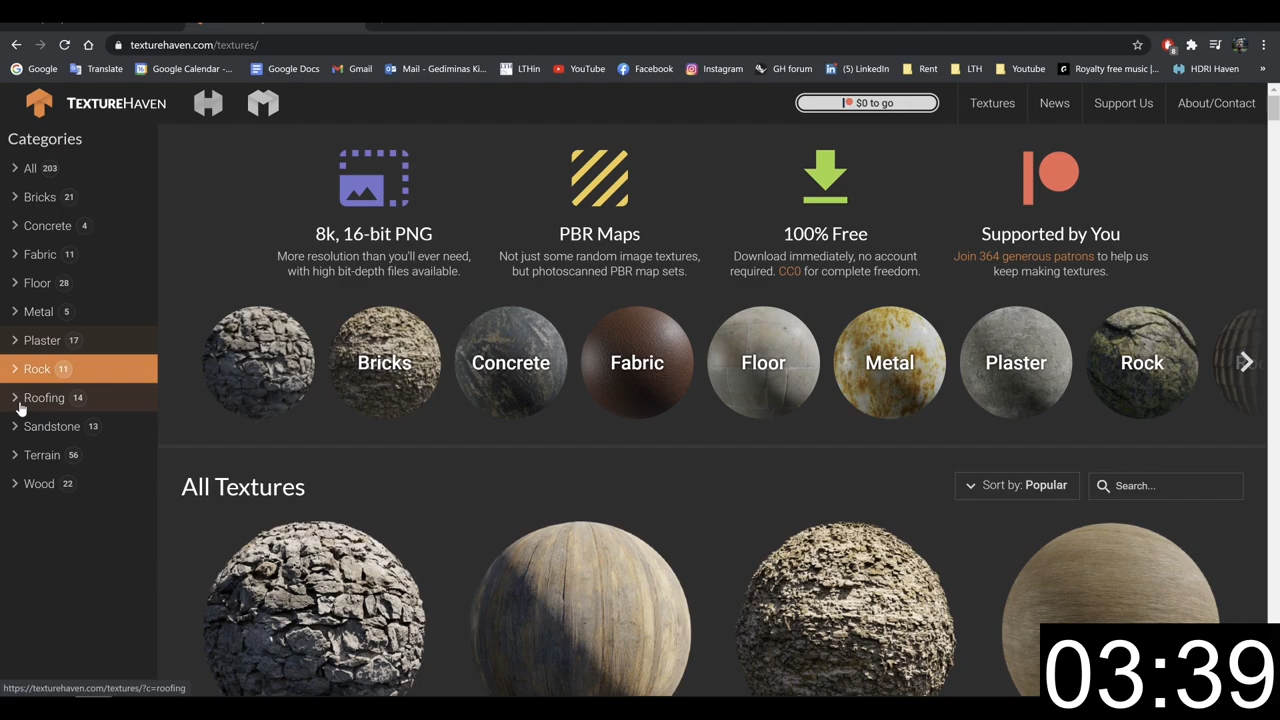 texturehaven.com/textures/
8
Google
Translate
Google Calendar -...
Google Docs
Gmail
Mail - Gediminas Ki...
LTHin
YouTube
Facebook
Instagram
GH forum
(5) LinkedIn
Rent
LTH
Youtube
Royalty free music |...
HDRI Haven
»
TEXTUREHAVEN
$0 to go
Textures
News
Support Us
About/Contact
Categories
All 203
Bricks 21
Concrete 4
Fabric 11
Floor 28
Metal 5
Plaster 17
Rock 11
Roofing 14
Sandstone 13
Terrain 56
Wood 22
8k, 16-bit PNG
More resolution than you'll ever need,
with high bit-depth files available.
PBR Maps
Not just some random image textures,
but photoscanned PBR map sets.
100% Free
Download immediately, no account
required. CC0 for complete freedom.
Supported by You
Join 364 generous patrons to help us
keep making textures.
Bricks
Concrete
Fabric
Floor
Metal
Plaster
Rock
All Textures
Sort by: Popular
Search...
https://texturehaven.com/textures/?c=roofing
03:39